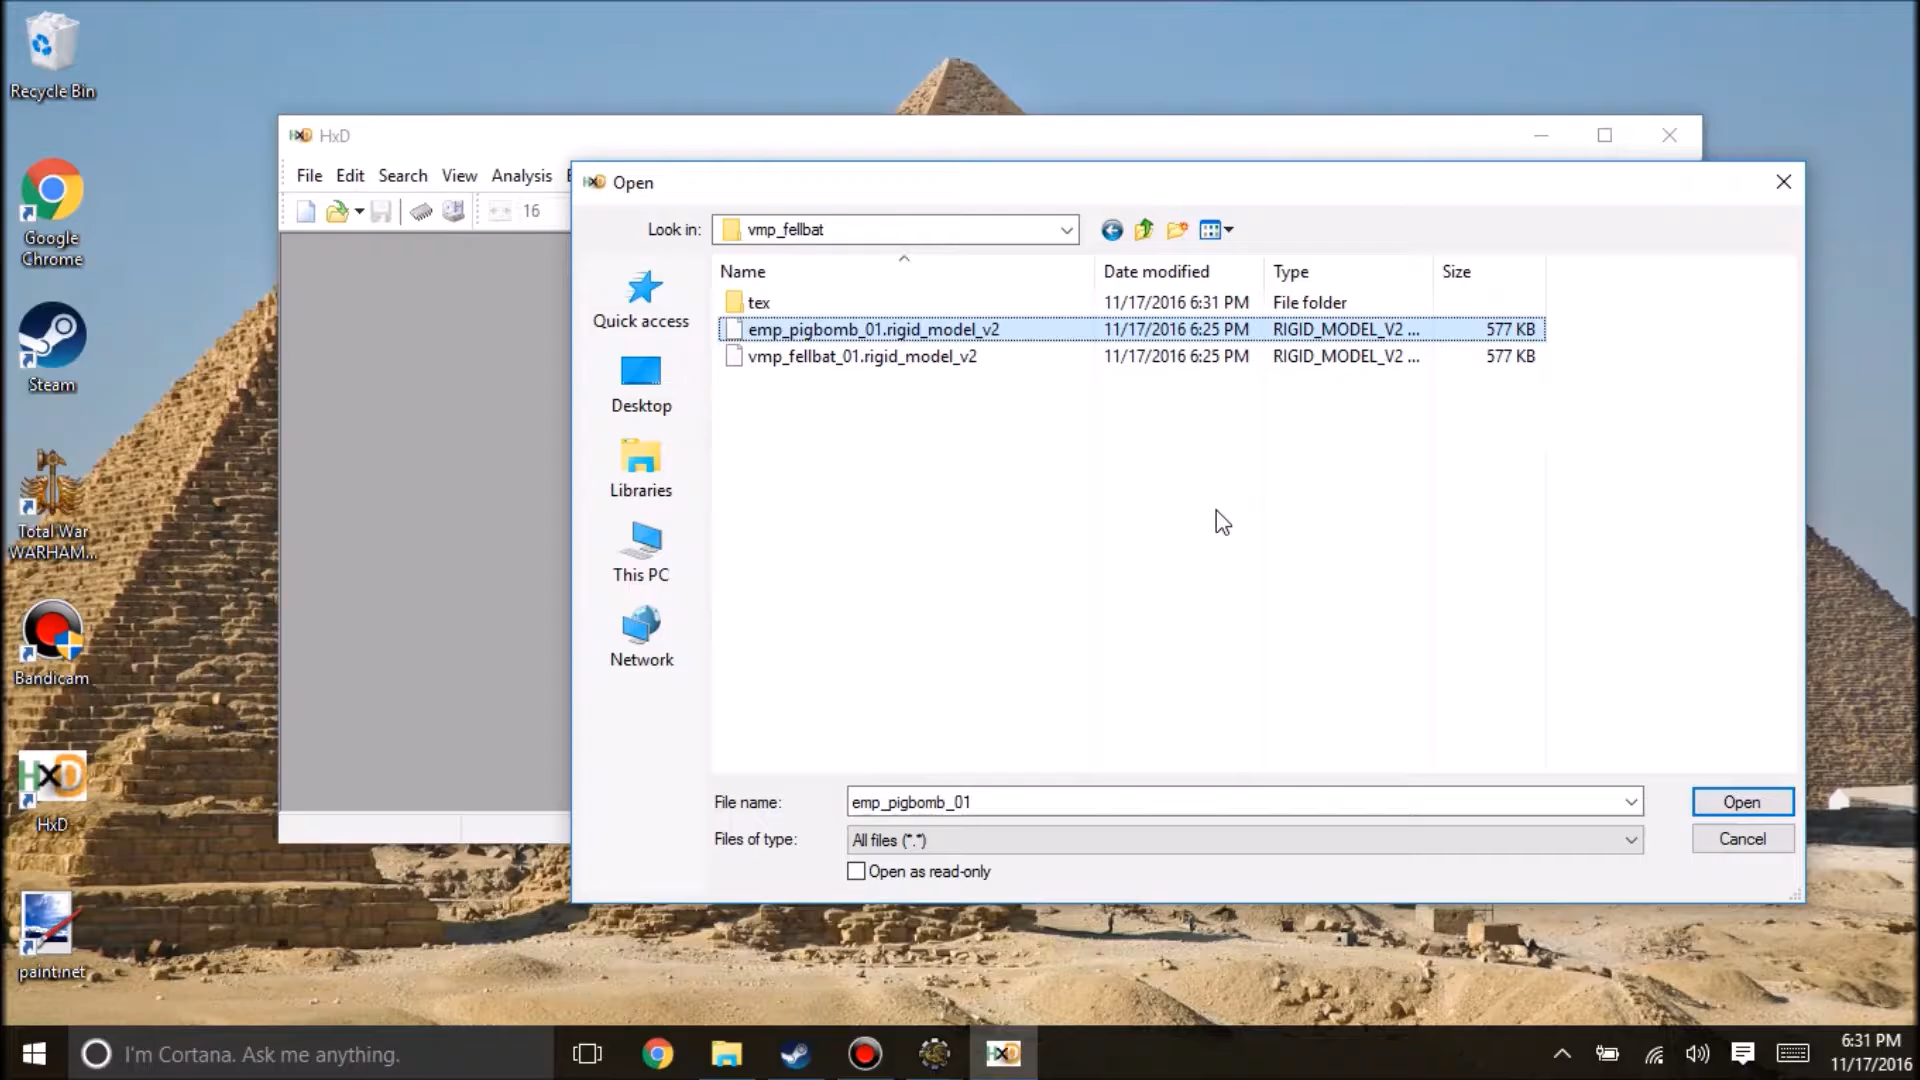 Recycle Bin
Google
Chrome
Steam
Total War
WARHAM...
Bandicam
HxD
paint.net
HxD
File Edit Search View Analysis
16
Open
Look in: vmp_fellbat
Quick access
Desktop
Libraries
This PC
Network
Name Date modified Type Size
tex 11/17/2016 6:31 PM File folder
emp_pigbomb_01.rigid_model_v2 11/17/2016 6:25 PM RIGID_MODEL_V2 ... 577 KB
vmp_fellbat_01.rigid_model_v2 11/17/2016 6:25 PM RIGID_MODEL_V2 ... 577 KB
File name: emp_pigbomb_01 Open
Files of type: All files (*.*) Cancel
Open as read-only
I'm Cortana. Ask me anything.
6:31 PM
11/17/2016